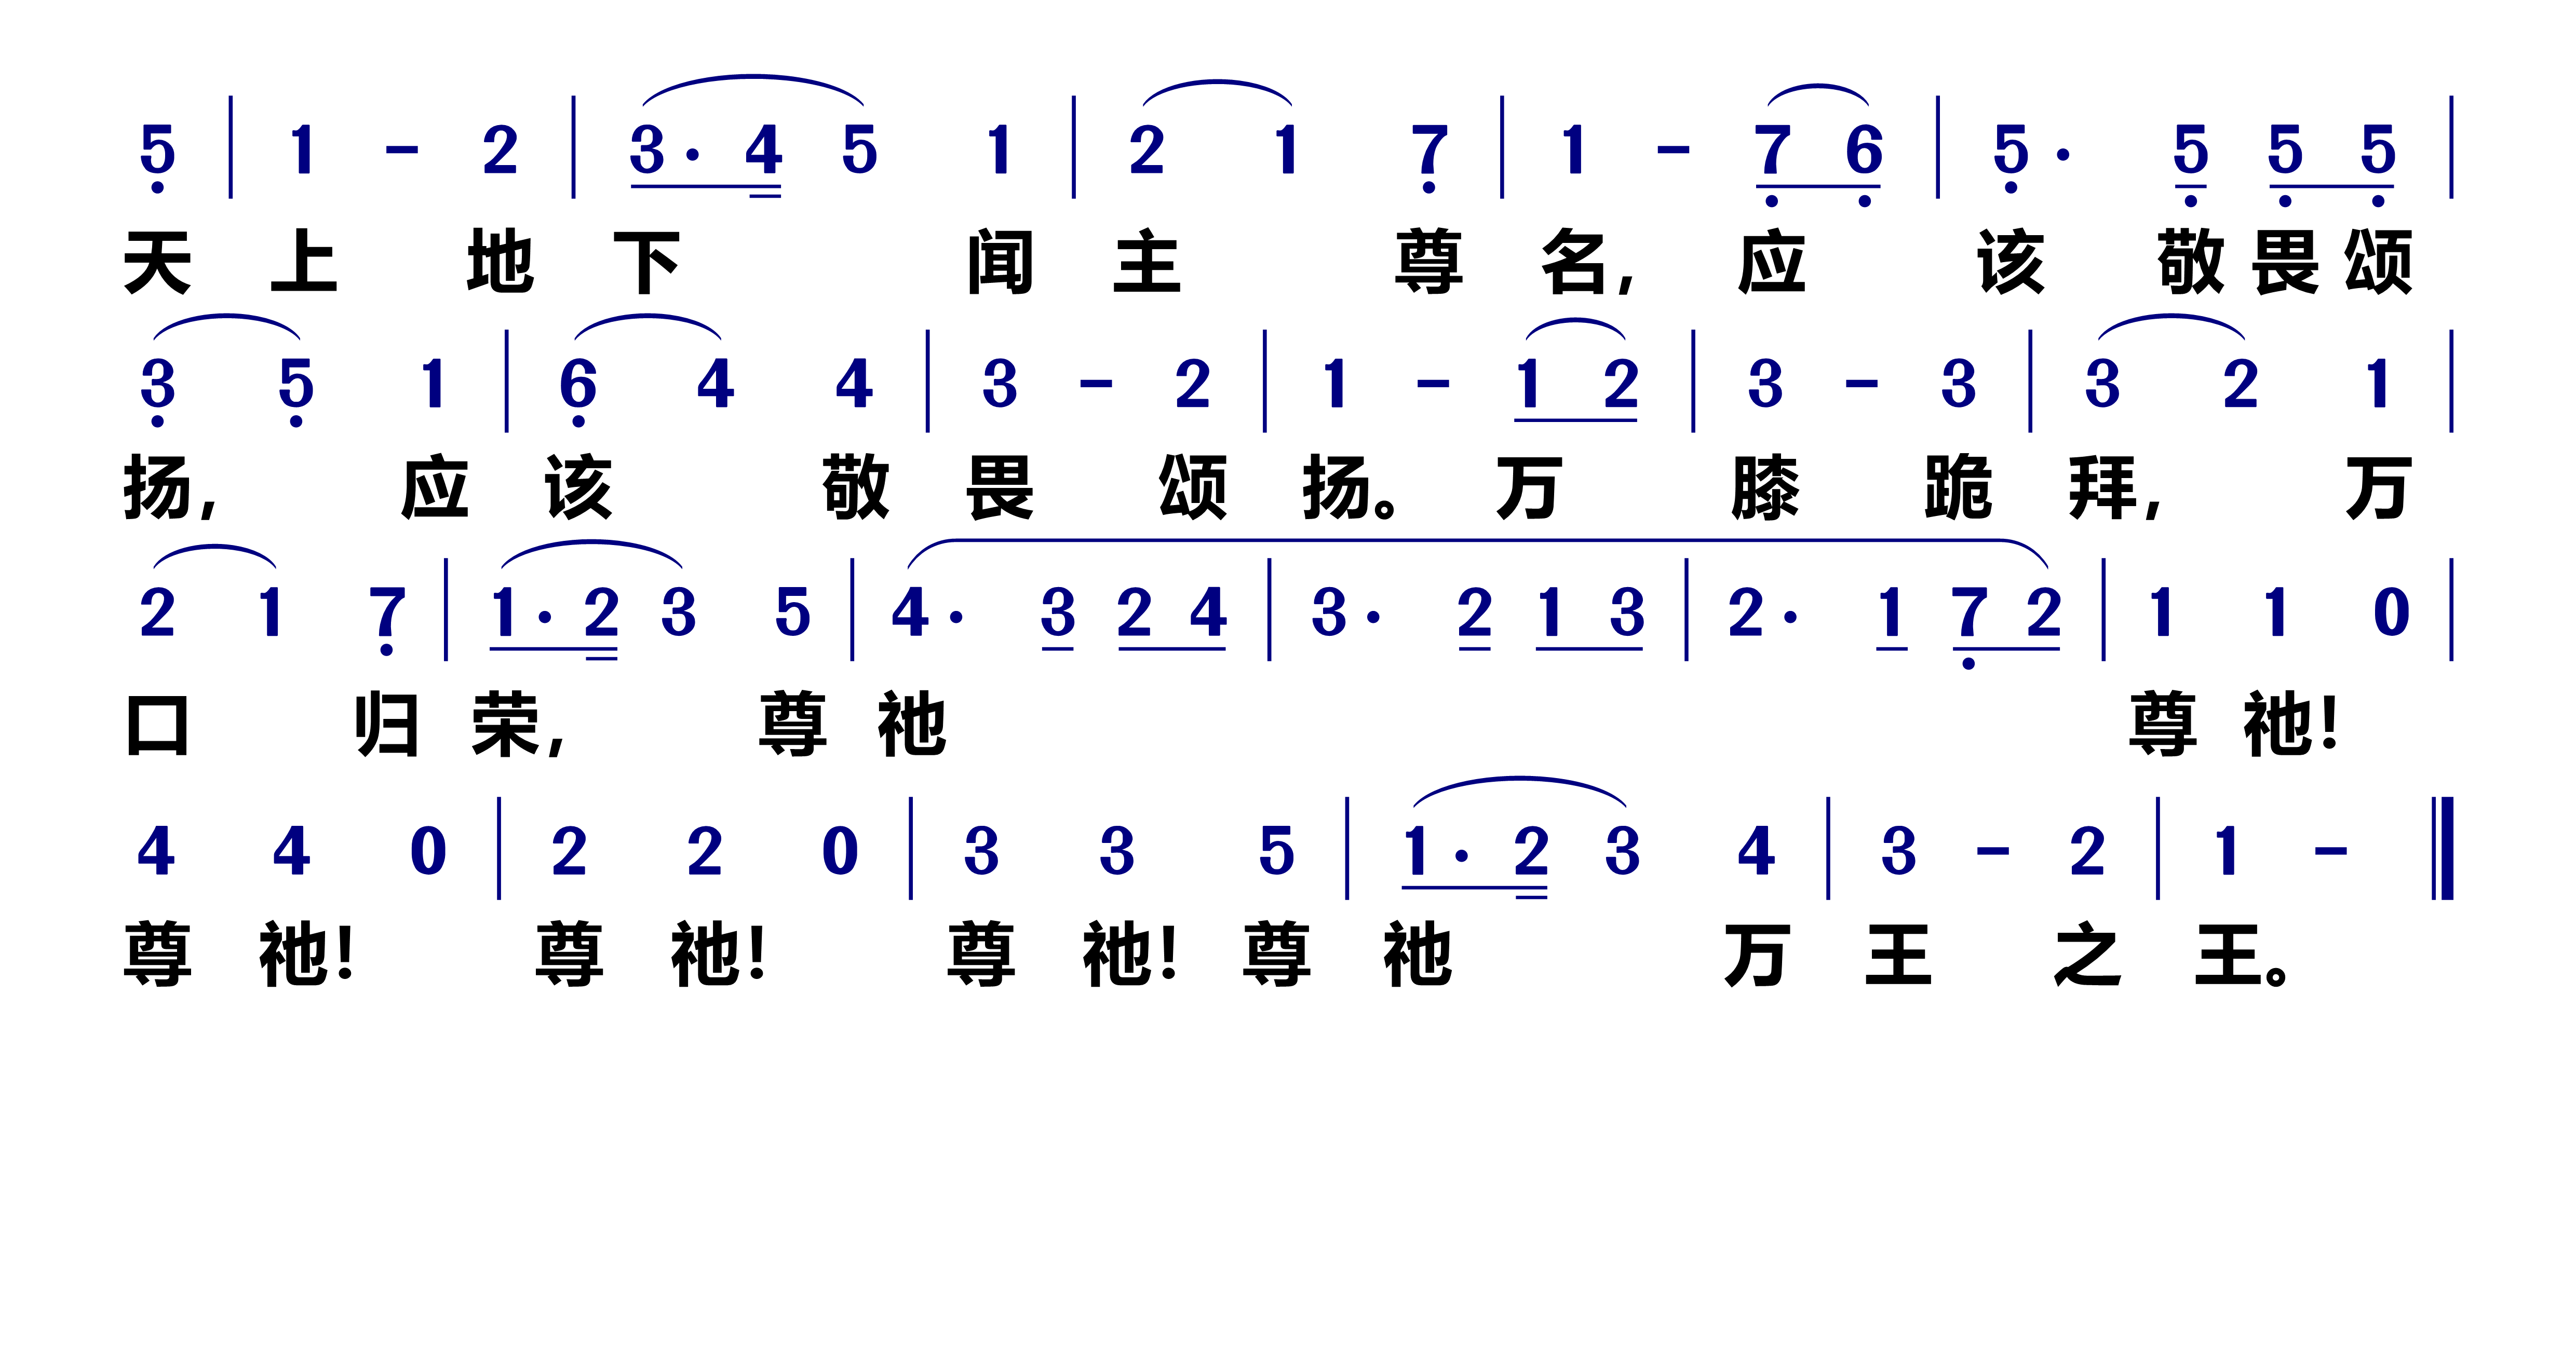 5 | 1 - 2 | 3· 4 5 1 | 2 1 7 | 1 - 7 6 | 5· 5 5 5 |
天 上 地 下 闻 主 尊 名, 应 该 敬 畏 颂
3 5 1 | 6 4 4 | 3 - 2 | 1 - 1 2 | 3 - 3 | 3 2 1 |
扬, 应 该 敬 畏 颂 扬。 万 膝 跪 拜, 万
2 1 7 | 1· 2 3 5 | 4· 3 2 4 | 3· 2 1 3 | 2· 1 7 2 | 1 1 0 |
口 归 荣, 尊 祂 尊 祂!
4 4 0 | 2 2 0 | 3 3 5 | 1· 2 3 4 | 3 - 2 | 1 - ‖
尊 祂! 尊 祂! 尊 祂! 尊 祂 万 王 之 王。